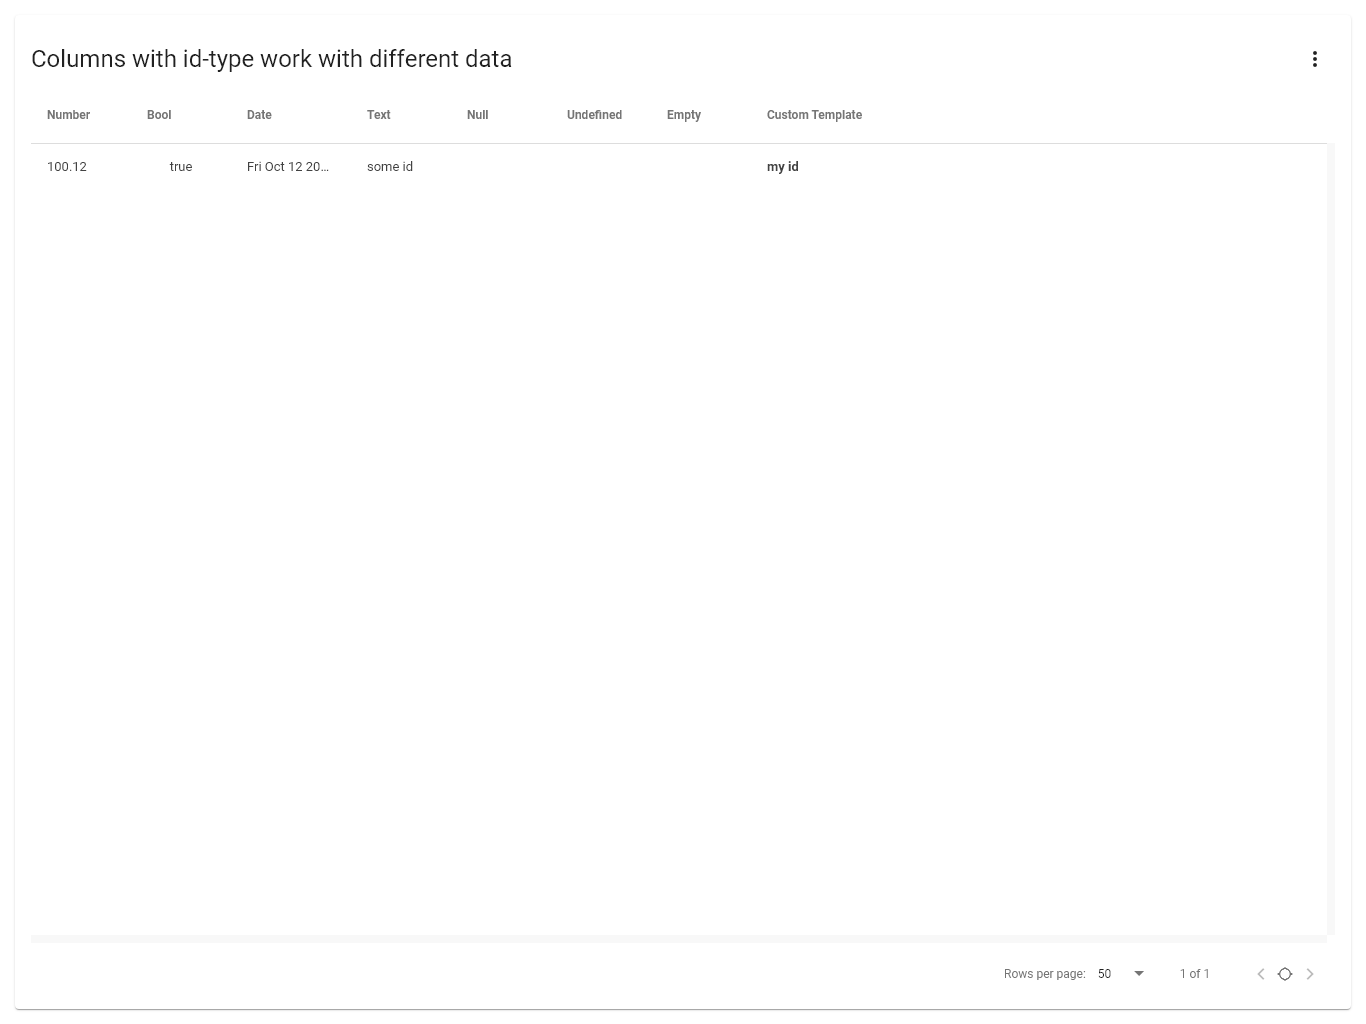 Columns with id-type work with different data
Number Bool Date Text Null Undefined Empty Custom Template
100.12 true Fri Oct 12 20... some id my id
Rows per page: 50 1 of 1